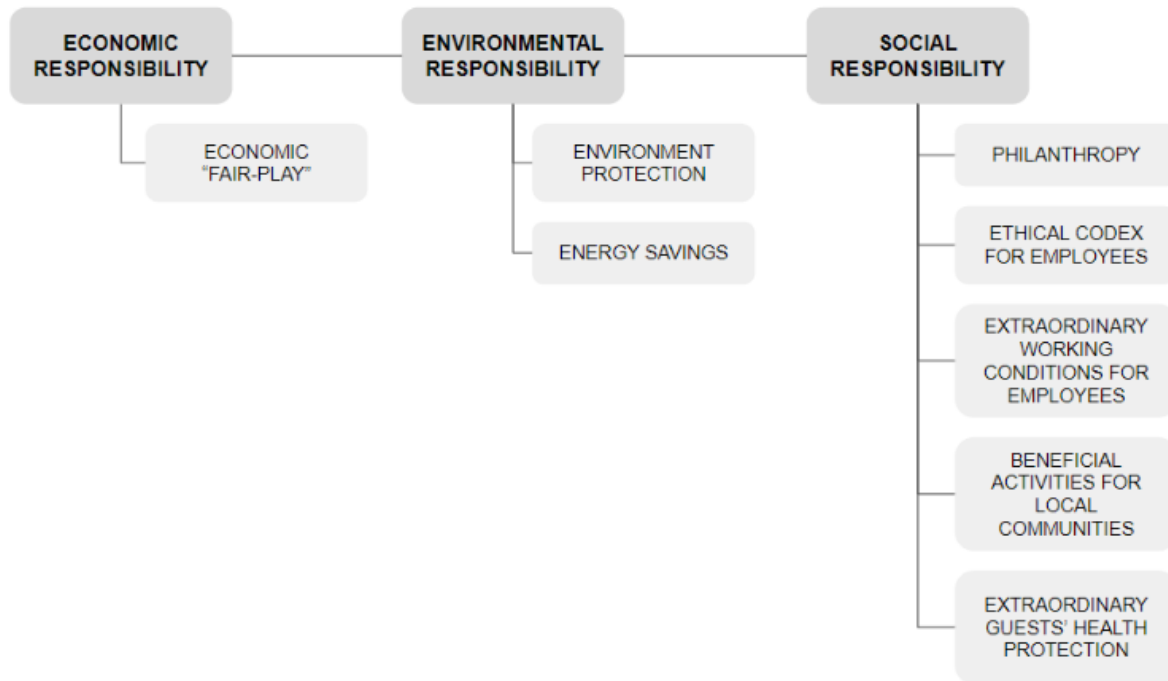 ECONOMIC
RESPONSIBILITY
ENVIRONMENTAL
RESPONSIBILITY
SOCIAL
RESPONSIBILITY
ECONOMIC
“FAIR-PLAY”
ENVIRONMENT
PROTECTION
ENERGY SAVINGS
PHILANTHROPY
ETHICAL CODEX
FOR EMPLOYEES
EXTRAORDINARY
WORKING
CONDITIONS FOR
EMPLOYEES
BENEFICIAL
ACTIVITIES FOR
LOCAL
COMMUNITIES
EXTRAORDINARY
GUESTS’ HEALTH
PROTECTION